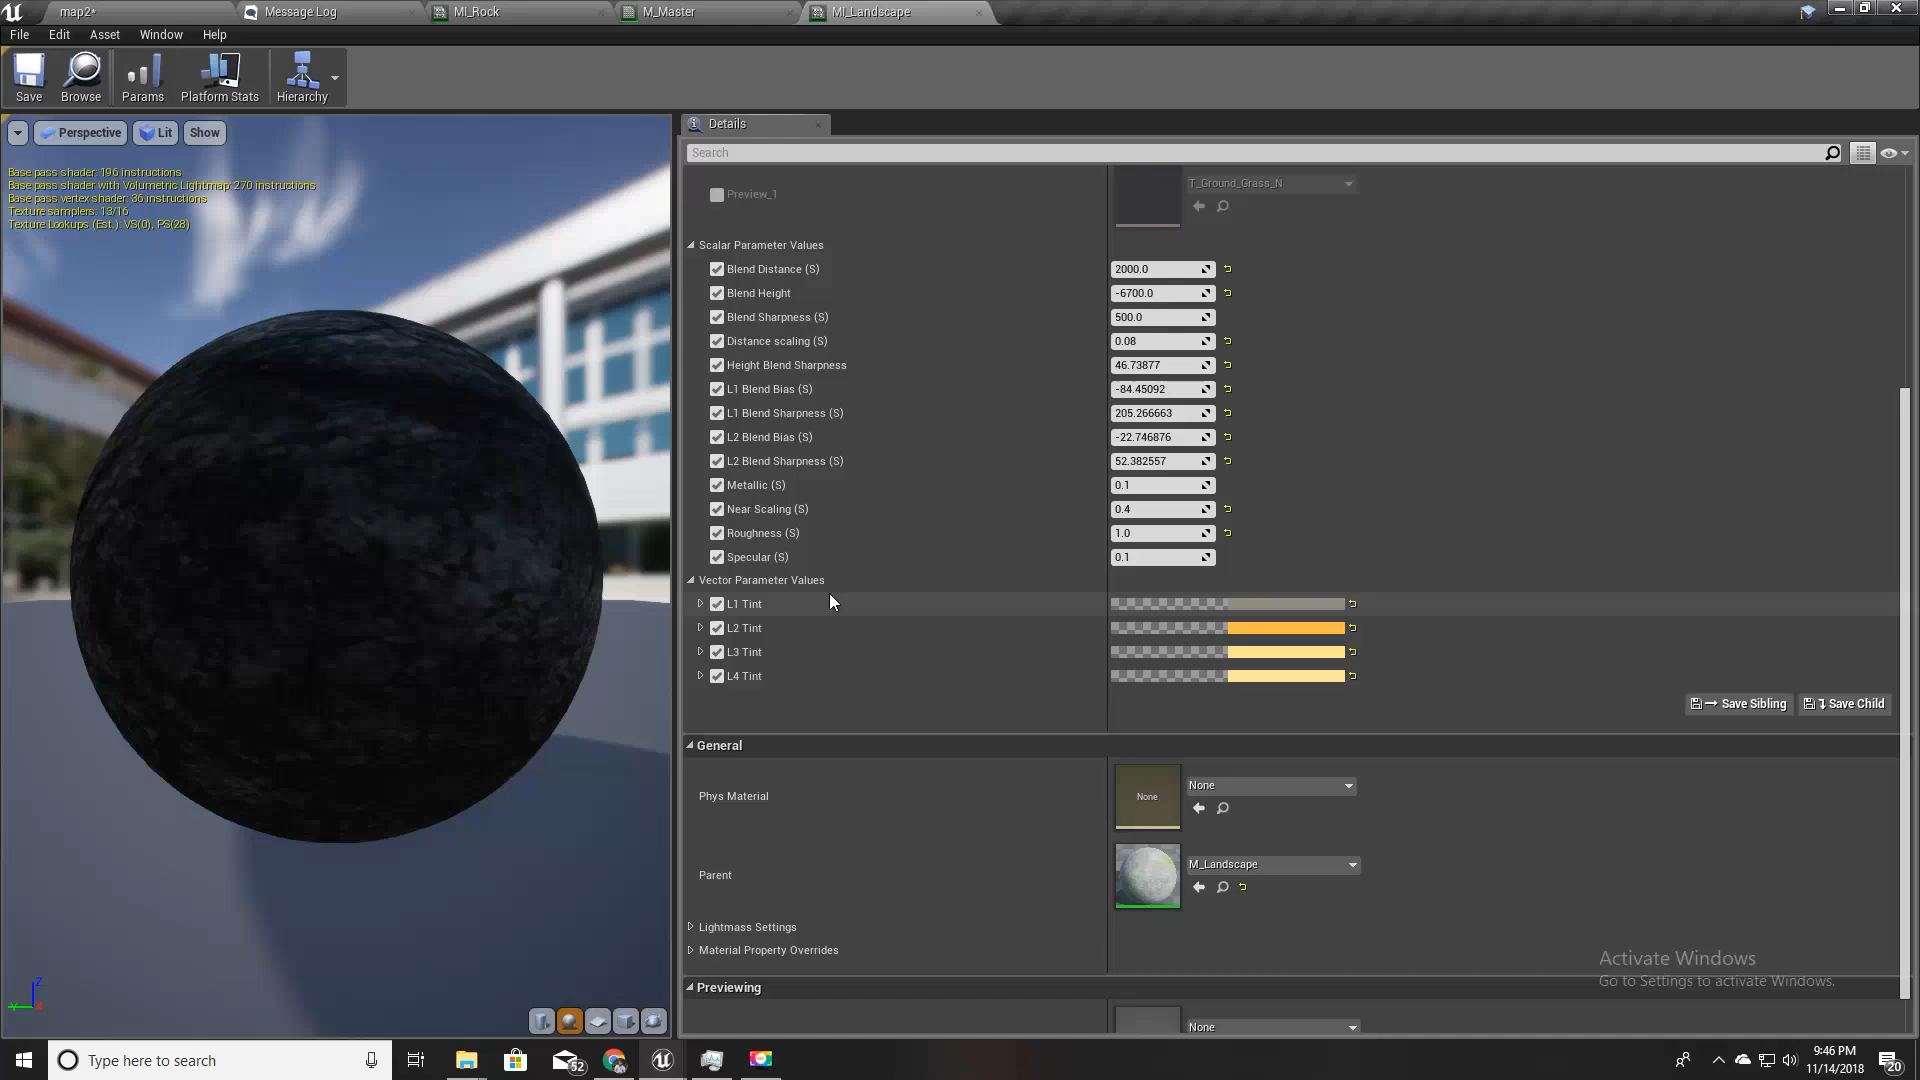 map2*
Message Log
MI_Rock
M_Master
MI_Landscape
File
Edit
Asset
Window
Help
Save
Browse
Params
Platform Stats
Hierarchy
Perspective
Lit
Show
Base pass shader: 196 instructions
Base pass shader with Volumetric Lightmap: 270 instructions
Base pass vertex shader: 36 instructions
Texture samplers: 13/16
Texture Lookups (Est.): VS(0), PS(28)
Details
Search
Preview_1
T_Ground_Grass_N
Scalar Parameter Values
Blend Distance (S)
2000.0
Blend Height
-6700.0
Blend Sharpness (S)
500.0
Distance scaling (S)
0.08
Height Blend Sharpness
46.73877
L1 Blend Bias (S)
-84.45092
L1 Blend Sharpness (S)
205.266663
L2 Blend Bias (S)
-22.746876
L2 Blend Sharpness (S)
52.382557
Metallic (S)
0.1
Near Scaling (S)
0.4
Roughness (S)
1.0
Specular (S)
0.1
Vector Parameter Values
L1 Tint
L2 Tint
L3 Tint
L4 Tint
Save Sibling
Save Child
General
Phys Material
None
None
Parent
M_Landscape
Lightmass Settings
Material Property Overrides
Previewing
None
Activate Windows
Go to Settings to activate Windows.
Z
Y
X
Type here to search
52
9:46 PM
11/14/2018
20